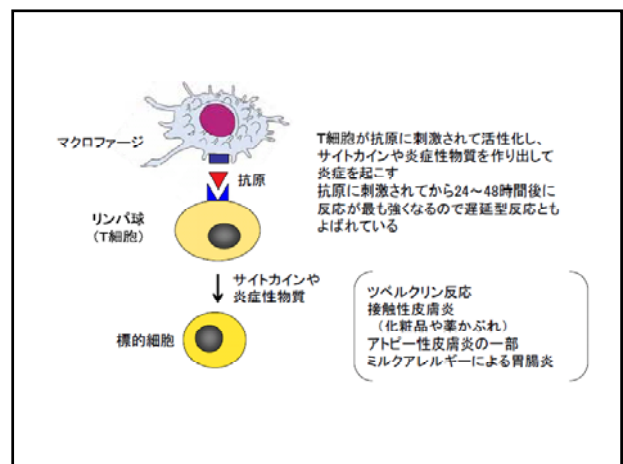 マクロファージ
抗原
リンパ球
（T細胞）
サイトカインや
炎症性物質
標的細胞
T細胞が抗原に刺激されて活性化し、
サイトカインや炎症性物質を作り出して
炎症を起こす
抗原に刺激されてから24～48時間後に
反応が最も強くなるので遅延型反応とも
よばれている
ツベルクリン反応
接触性皮膚炎
（化粧品や薬かぶれ）
アトピー性皮膚炎の一部
ミルクアレルギーによる胃腸炎